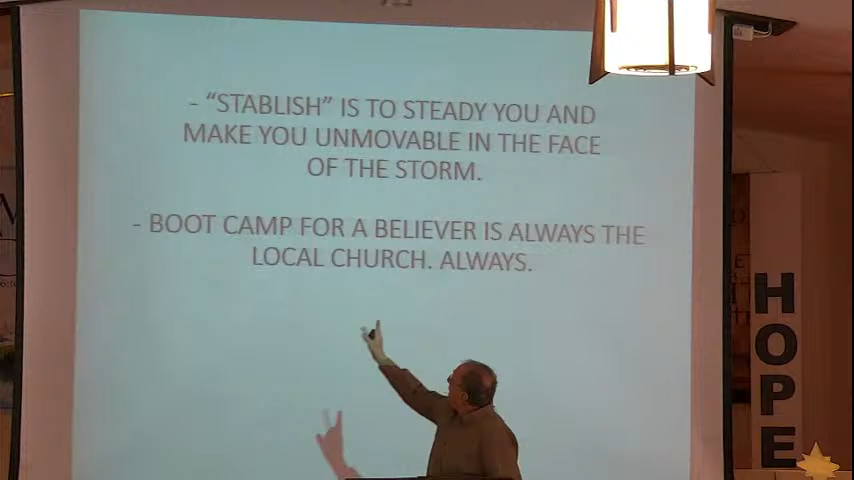 - “STABLISH” IS TO STEADY YOU AND
MAKE YOU UNMOVABLE IN THE FACE
OF THE STORM.
- BOOT CAMP FOR A BELIEVER IS ALWAYS THE
LOCAL CHURCH. ALWAYS.
HOPE